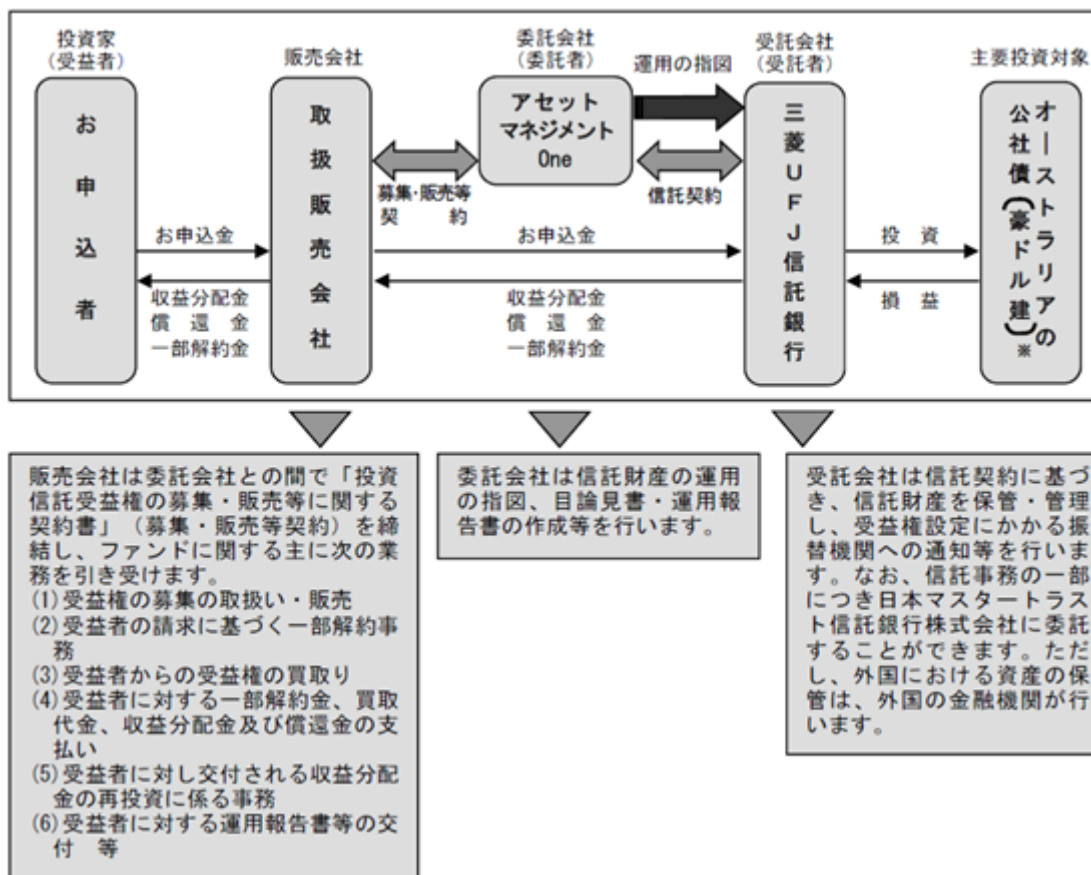 投資家
(受益者)
お申込者
販売会社
取扱販売会社
委託会社
(委託者)
アセット
マネジメント
One
運用の指図
受託会社
(受託者)
三菱UFJ信託銀行
主要投資対象
オーストラリアの
公社債(豪ドル建)※
募集・販売等
契　約
信託契約
お申込金
収益分配金
償　還　金
一部解約金
お申込金
収益分配金
償　還　金
一部解約金
投　資
損　益
販売会社は委託会社との間で「投資
信託受益権の募集・販売等に関する
契約書」（募集・販売等契約）を締
結し、ファンドに関する主に次の業
務を引き受けます。
(1)受益権の募集の取扱い・販売
(2)受益者の請求に基づく一部解約事
務
(3)受益者からの受益権の買取り
(4)受益者に対する一部解約金、買取
代金、収益分配金及び償還金の支
払い
(5)受益者に対し交付される収益分配
金の再投資に係る事務
(6)受益者に対する運用報告書等の交
付　等
委託会社は信託財産の運用
の指図、目論見書・運用報
告書の作成等を行います。
受託会社は信託契約に基づ
き、信託財産を保管・管理
し、受益権設定にかかる振
替機関への通知等を行いま
す。なお、信託事務の一部
につき日本マスタートラス
ト信託銀行株式会社に委託
することができます。ただ
し、外国における資産の保
管は、外国の金融機関が行
います。